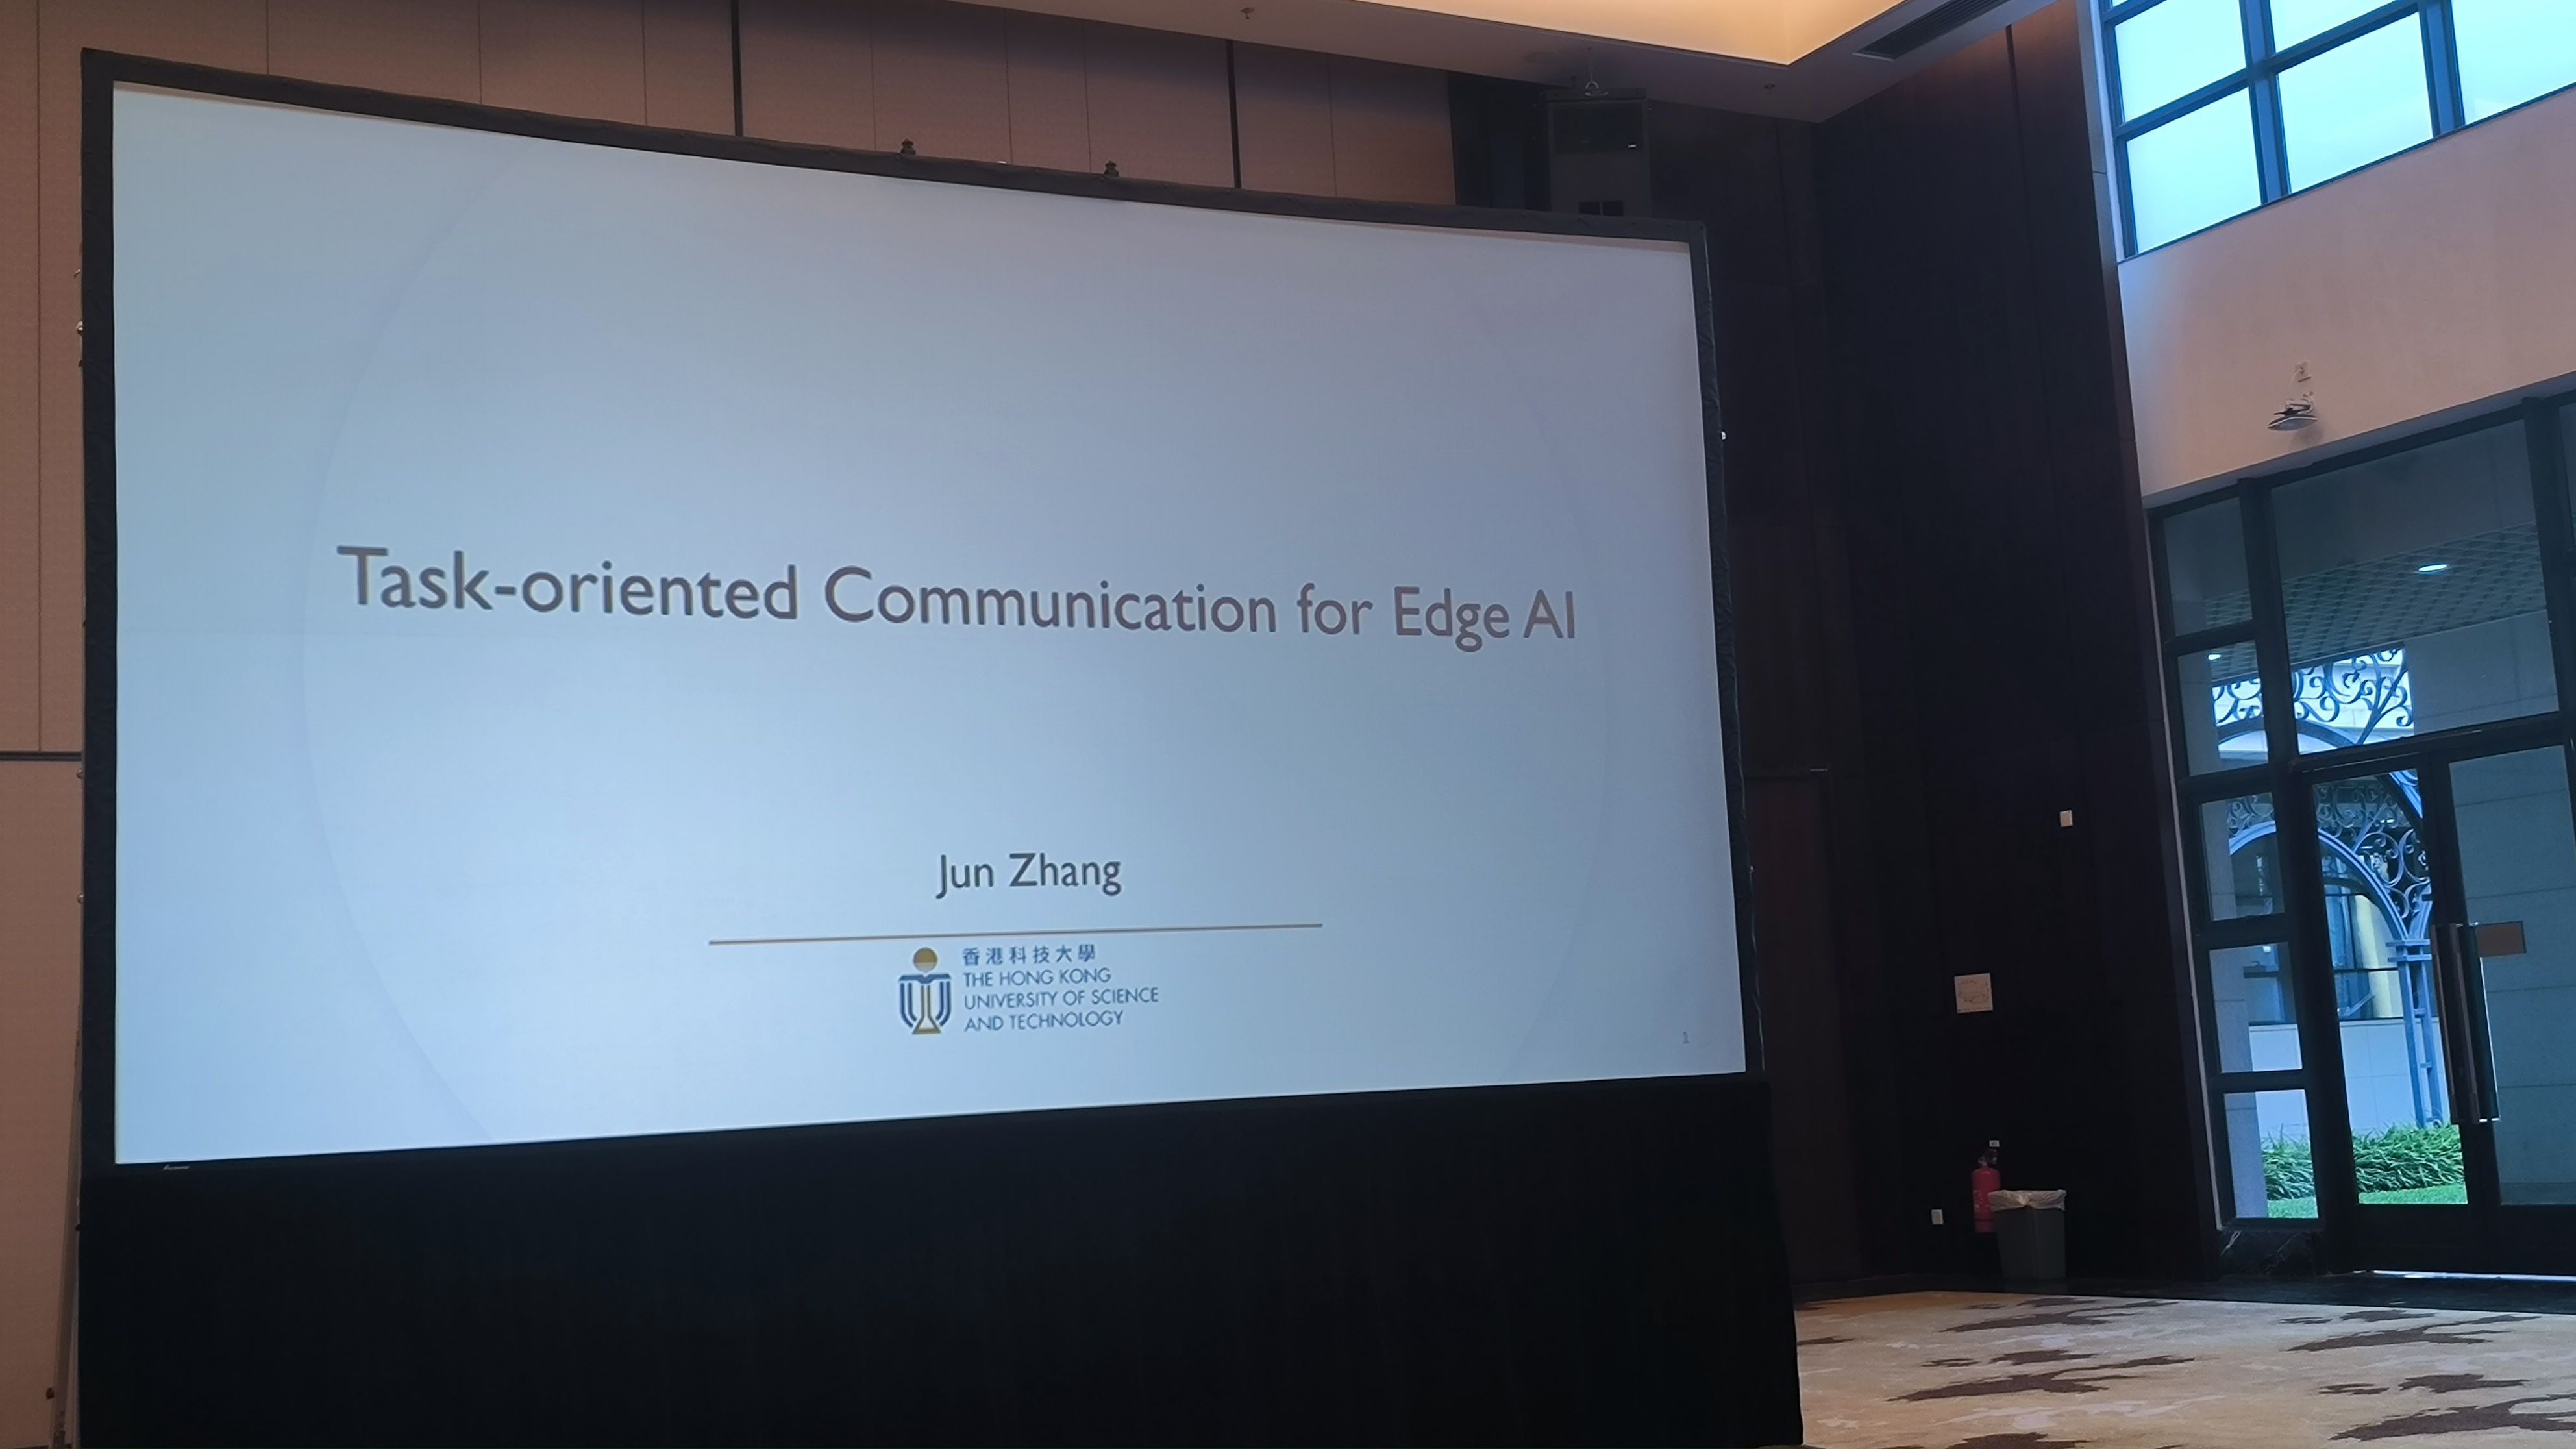 Task-oriented Communication for Edge AI
Jun Zhang
香港科技大學
THE HONG KONG
UNIVERSITY OF SCIENCE
AND TECHNOLOGY
1